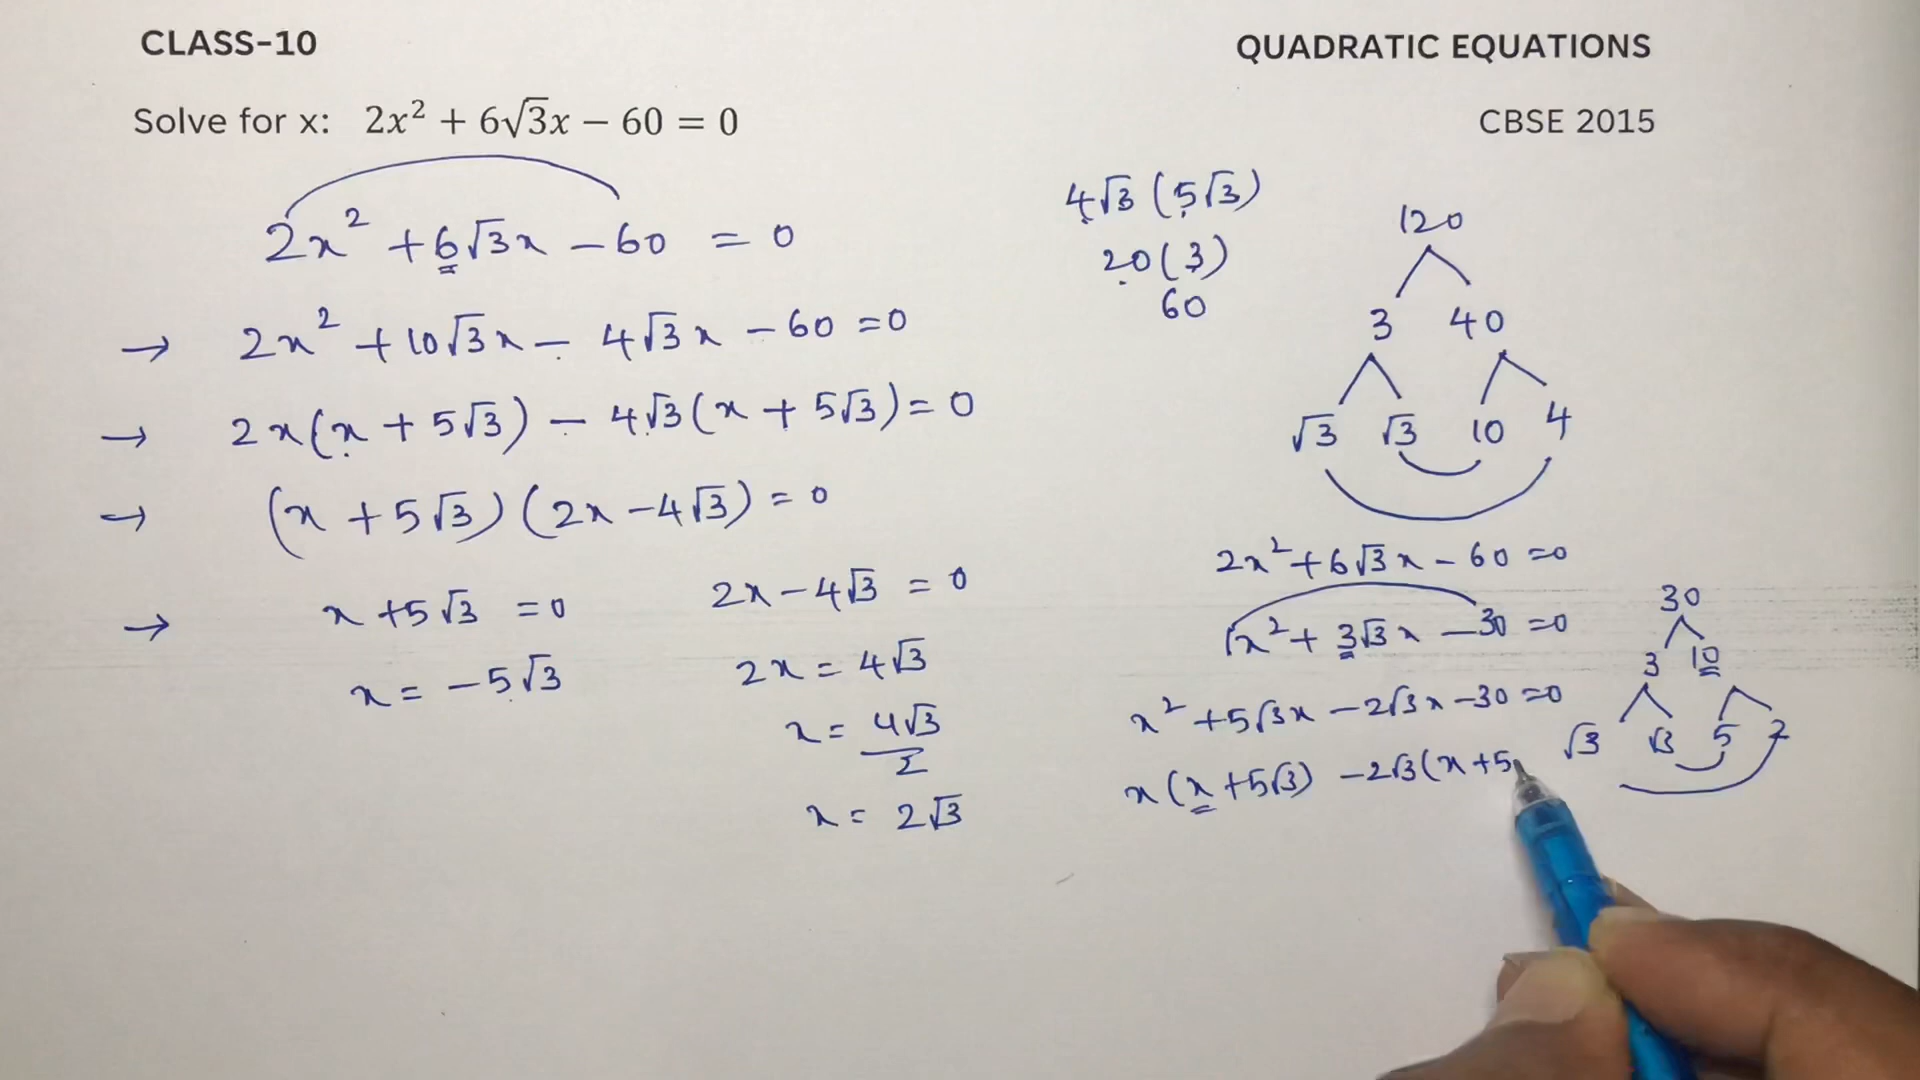 CLASS-10
QUADRATIC EQUATIONS
Solve for x: 2x² + 6√3x − 60 = 0
CBSE 2015
2x² + 6√3x − 60 = 0
→ 2x² + 10√3x − 4√3x − 60 = 0
→ 2x(x + 5√3) − 4√3(x + 5√3) = 0
→ (x + 5√3)(2x − 4√3) = 0
→ x + 5√3 = 0
x = −5√3
2x − 4√3 = 0
2x = 4√3
x = 4√3/2
x = 2√3
4√3(5√3)
20(3)
60
120
3 40
√3 √3 10 4
2x² + 6√3x − 60 = 0
1x² + 3√3x − 30 = 0
x² + 5√3x − 2√3x − 30 = 0
x(x + 5√3) − 2√3(x + 5
30
3 10
√3 √3 5 2